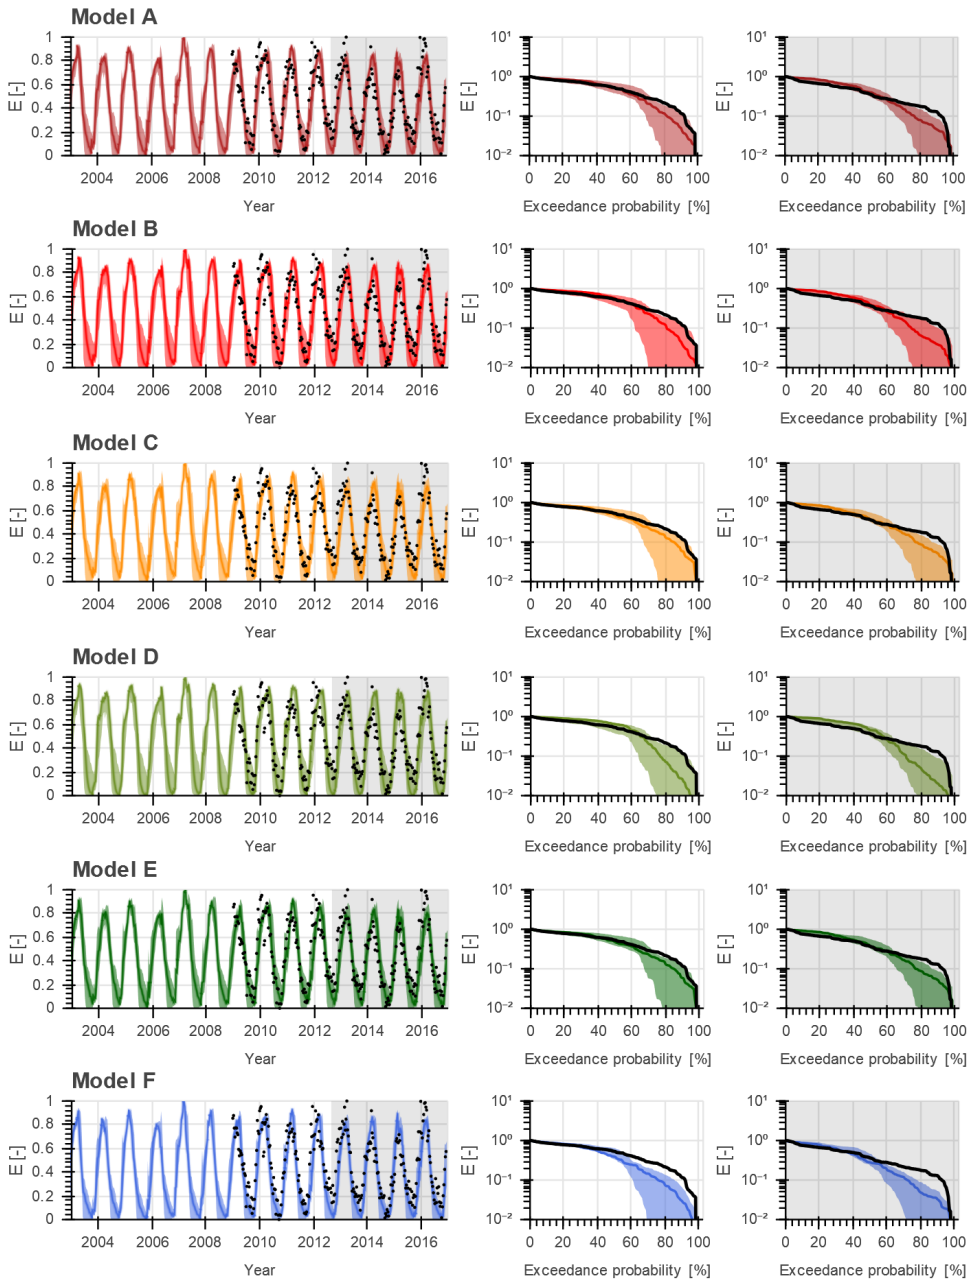 Model A
1
0.8
0.6
0.4
0.2
0
E [-]
2004 2006 2008 2010 2012 2014 2016
Year
10¹
10⁰
10⁻¹
10⁻²
E [-]
0 20 40 60 80 100
Exceedance probability [%]
10¹
10⁰
10⁻¹
10⁻²
E [-]
0 20 40 60 80 100
Exceedance probability [%]
Model B
1
0.8
0.6
0.4
0.2
0
E [-]
2004 2006 2008 2010 2012 2014 2016
Year
10¹
10⁰
10⁻¹
10⁻²
E [-]
0 20 40 60 80 100
Exceedance probability [%]
10¹
10⁰
10⁻¹
10⁻²
E [-]
0 20 40 60 80 100
Exceedance probability [%]
Model C
1
0.8
0.6
0.4
0.2
0
E [-]
2004 2006 2008 2010 2012 2014 2016
Year
10¹
10⁰
10⁻¹
10⁻²
E [-]
0 20 40 60 80 100
Exceedance probability [%]
10¹
10⁰
10⁻¹
10⁻²
E [-]
0 20 40 60 80 100
Exceedance probability [%]
Model D
1
0.8
0.6
0.4
0.2
0
E [-]
2004 2006 2008 2010 2012 2014 2016
Year
10¹
10⁰
10⁻¹
10⁻²
E [-]
0 20 40 60 80 100
Exceedance probability [%]
10¹
10⁰
10⁻¹
10⁻²
E [-]
0 20 40 60 80 100
Exceedance probability [%]
Model E
1
0.8
0.6
0.4
0.2
0
E [-]
2004 2006 2008 2010 2012 2014 2016
Year
10¹
10⁰
10⁻¹
10⁻²
E [-]
0 20 40 60 80 100
Exceedance probability [%]
10¹
10⁰
10⁻¹
10⁻²
E [-]
0 20 40 60 80 100
Exceedance probability [%]
Model F
1
0.8
0.6
0.4
0.2
0
E [-]
2004 2006 2008 2010 2012 2014 2016
Year
10¹
10⁰
10⁻¹
10⁻²
E [-]
0 20 40 60 80 100
Exceedance probability [%]
10¹
10⁰
10⁻¹
10⁻²
E [-]
0 20 40 60 80 100
Exceedance probability [%]